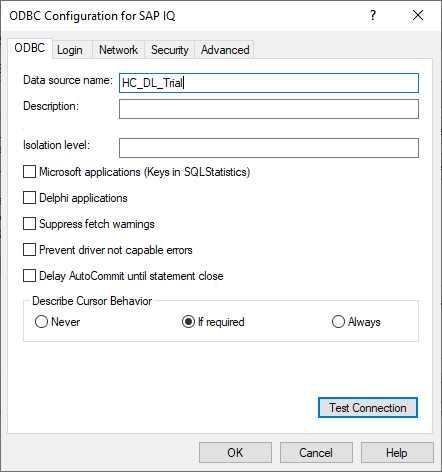 ODBC Configuration for SAP IQ
? X
ODBC Login Network Security Advanced
Data source name: HC_DL_Trial
Description:
Isolation level:
Microsoft applications (Keys in SQLStatistics)
Delphi applications
Suppress fetch warnings
Prevent driver not capable errors
Delay AutoCommit until statement close
Describe Cursor Behavior
Never If required Always
Test Connection
OK Cancel Help